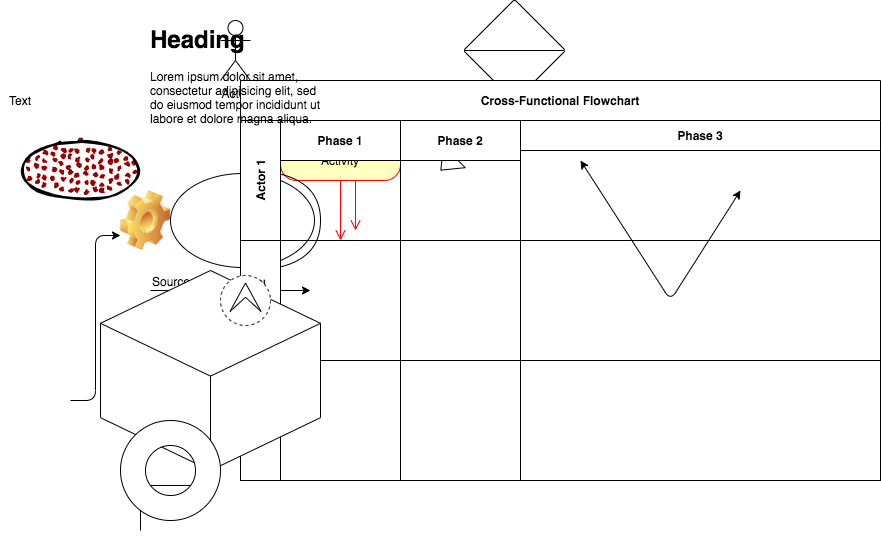 Heading
Lorem ipsum dolor sit amet,
consectetur adipisicing elit, sed
do eiusmod tempor incididunt ut
labore et dolore magna aliqua.
Text
Cross-Functional Flowchart
Phase 1
Phase 2
Phase 3
Actor 1
Activity
Source